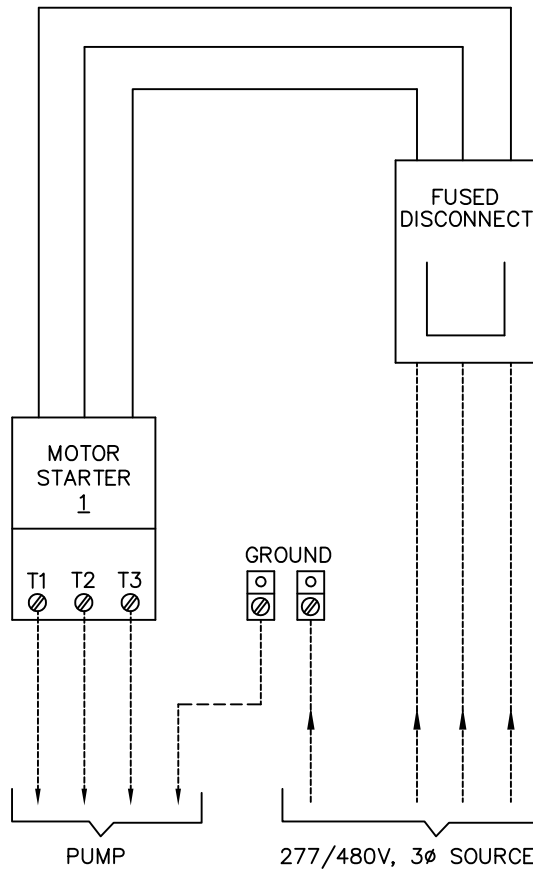 FUSED
DISCONNECT
MOTOR
STARTER
1
T1 T2 T3
GROUND
PUMP
277/480V, 3ø SOURCE